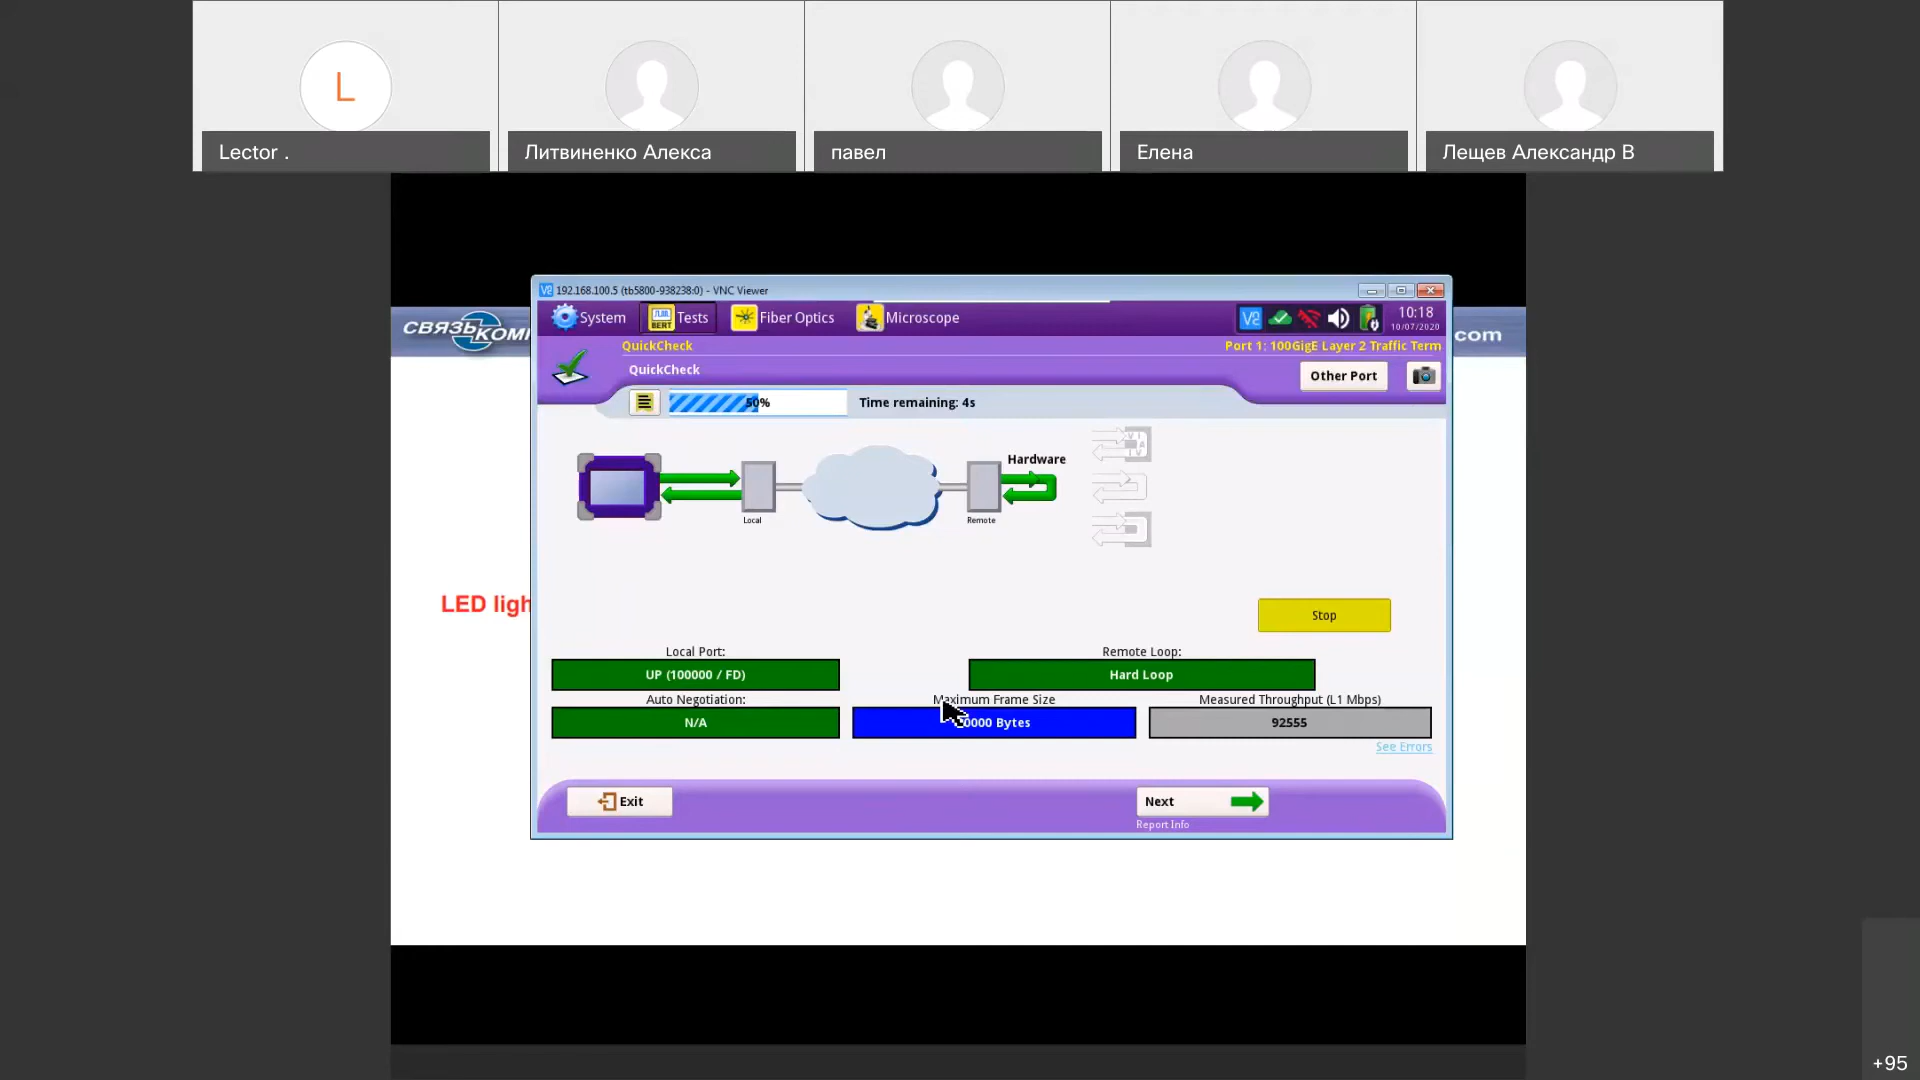 L
Lector .
Литвиненко Алекса
павел
Елена
Лещев Александр В
192.168.100.5 (tb5800-938238:0) - VNC Viewer
System
Tests
Fiber Optics
Microscope
10:18
10/07/2020
СВЯЗЬ
КОМ
com
QuickCheck
Port 1: 100GigE Layer 2 Traffic Term
QuickCheck
Other Port
50%
Time remaining: 4s
Hardware
Local
Remote
LED ligh
Stop
Local Port:
Remote Loop:
UP (100000 / FD)
Hard Loop
Auto Negotiation:
Maximum Frame Size
Measured Throughput (L1 Mbps)
N/A
Bytes
92555
See Errors
Exit
Next
Report Info
+95